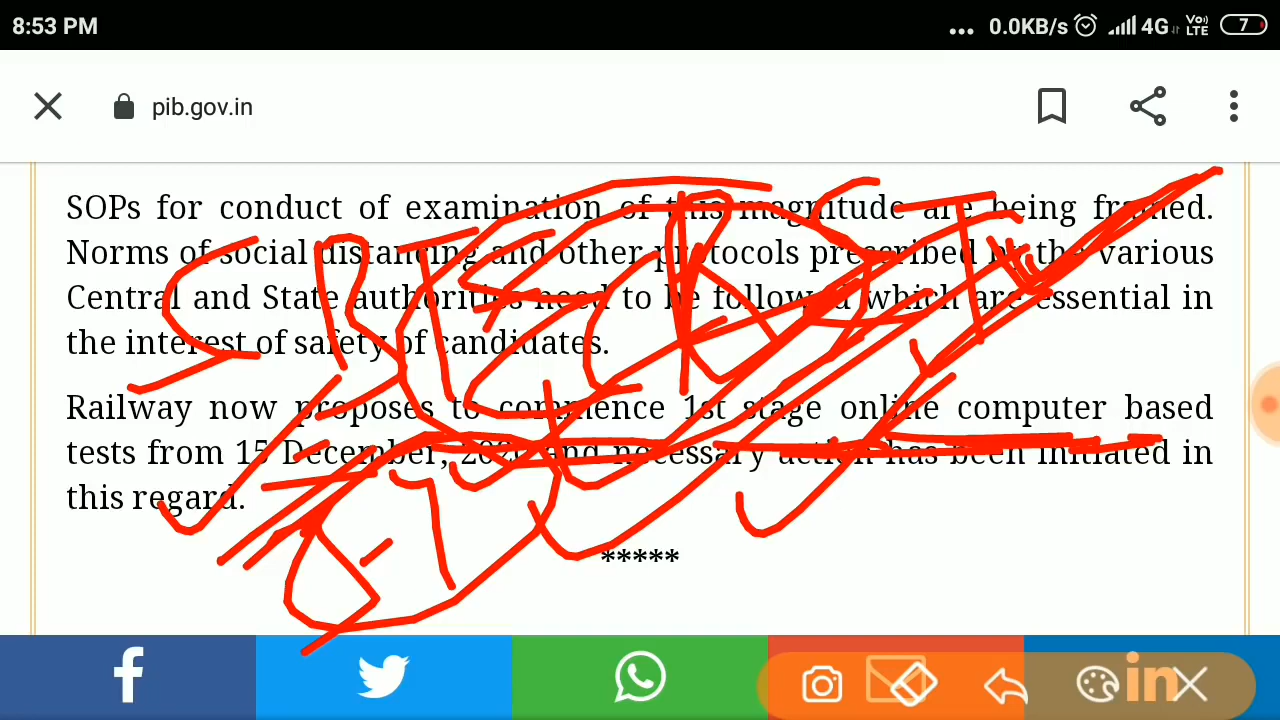 8:53 PM
... 0.0KB/s 4G Vo) LTE 7
pib.gov.in
SOPs for conduct of examination of this magnitude are being framed.
Norms of social distancing and other protocols prescribed by the various
Central and State authorities need to be followed which are essential in
the interest of safety of candidates.
Railway now proposes to commence 1st stage online computer based
tests from 15 December, 2020 and necessary action has been initiated in
this regard.
*****
f
in